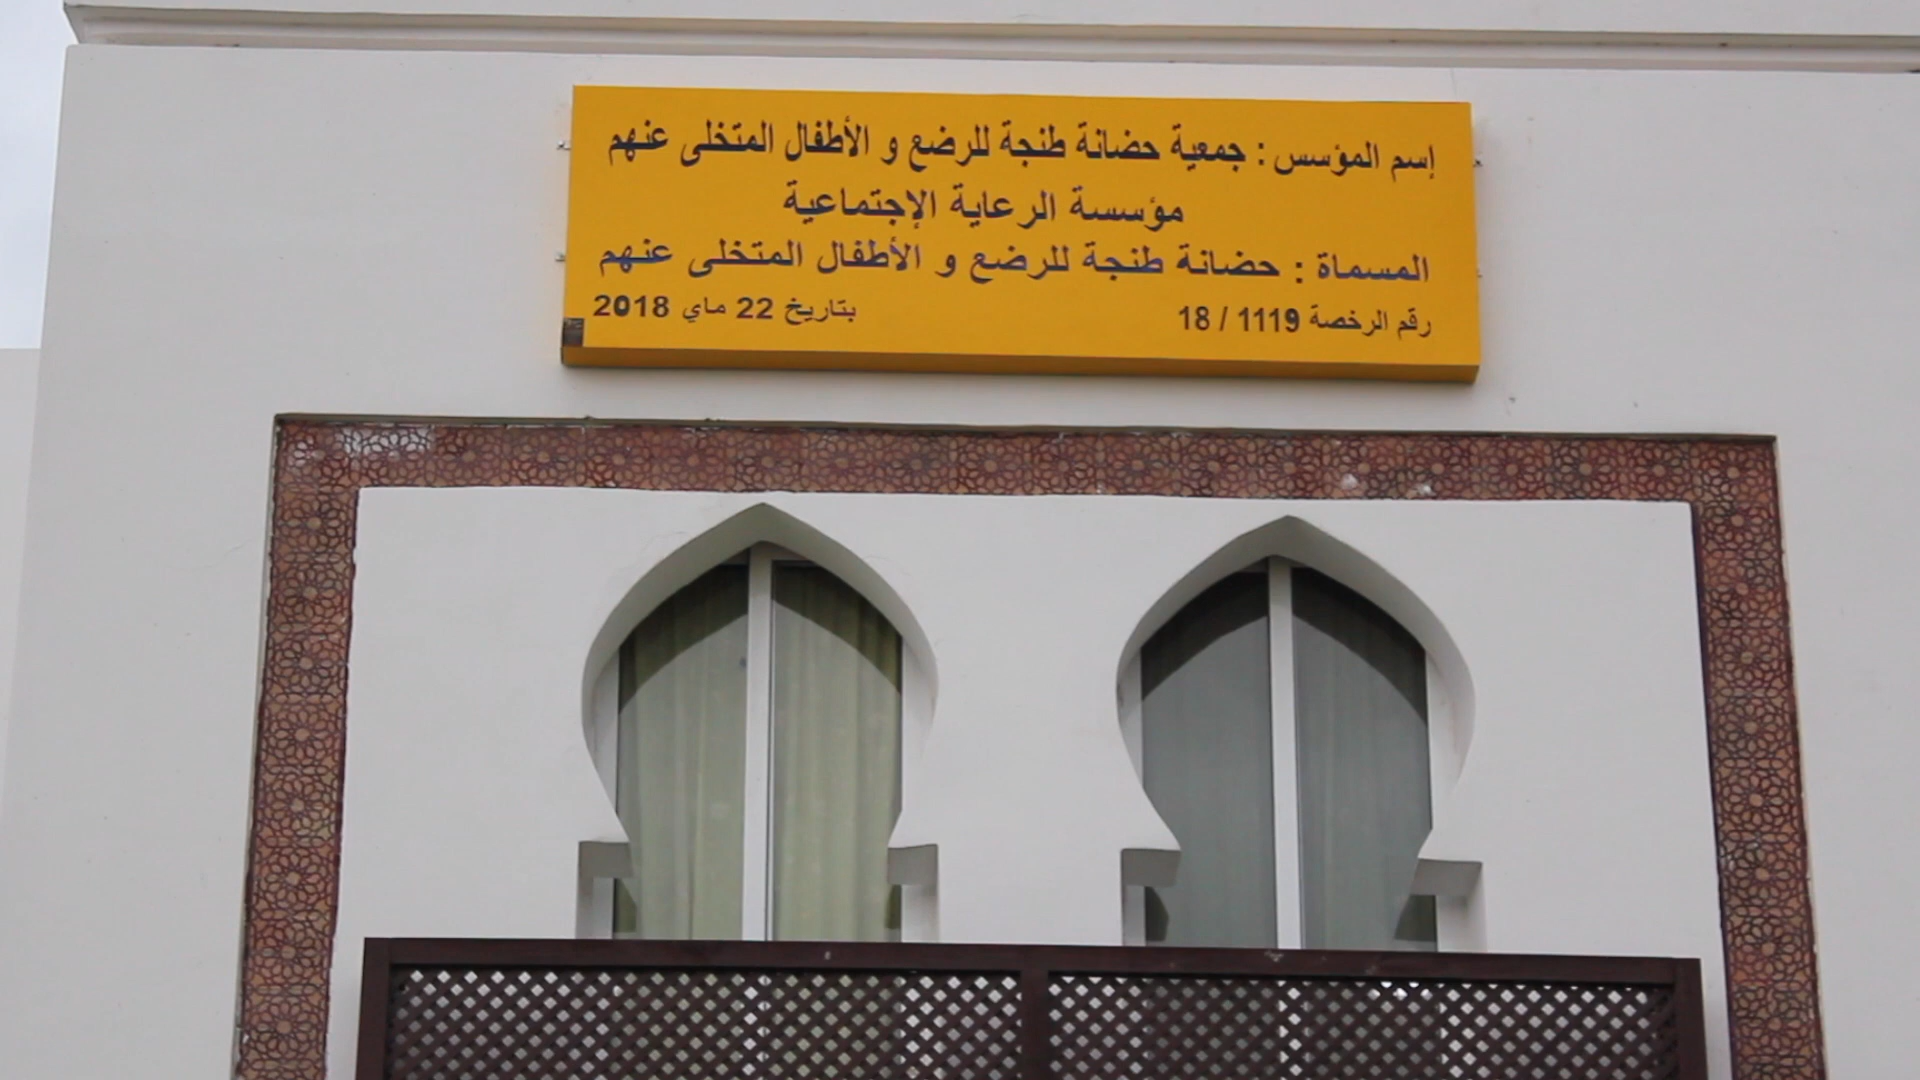 إسم المؤسس : جمعية حضانة طنجة للرضع و الأطفال المتخلى عنهم
مؤسسة الرعاية الإجتماعية
المسماة : حضانة طنجة للرضع و الأطفال المتخلى عنهم
رقم الرخصة 1119 / 18 بتاريخ 22 ماي 2018